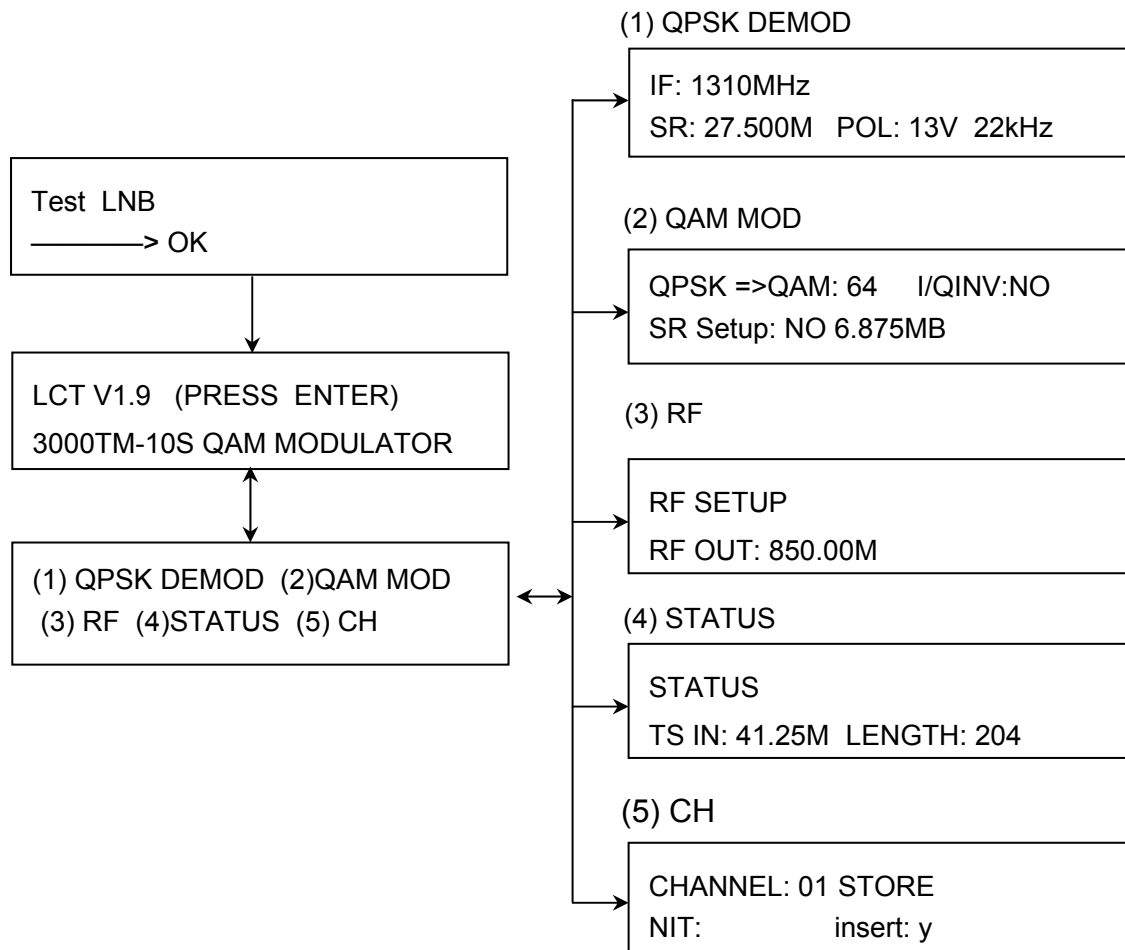 Test LNB
————> OK
LCT V1.9 (PRESS ENTER)
3000TM-10S QAM MODULATOR
(1) QPSK DEMOD (2)QAM MOD
(3) RF (4)STATUS (5) CH
(1) QPSK DEMOD
IF: 1310MHz
SR: 27.500M POL: 13V 22kHz
(2) QAM MOD
QPSK =>QAM: 64 I/QINV:NO
SR Setup: NO 6.875MB
(3) RF
RF SETUP
RF OUT: 850.00M
(4) STATUS
STATUS
TS IN: 41.25M LENGTH: 204
(5) CH
CHANNEL: 01 STORE
NIT: insert: y